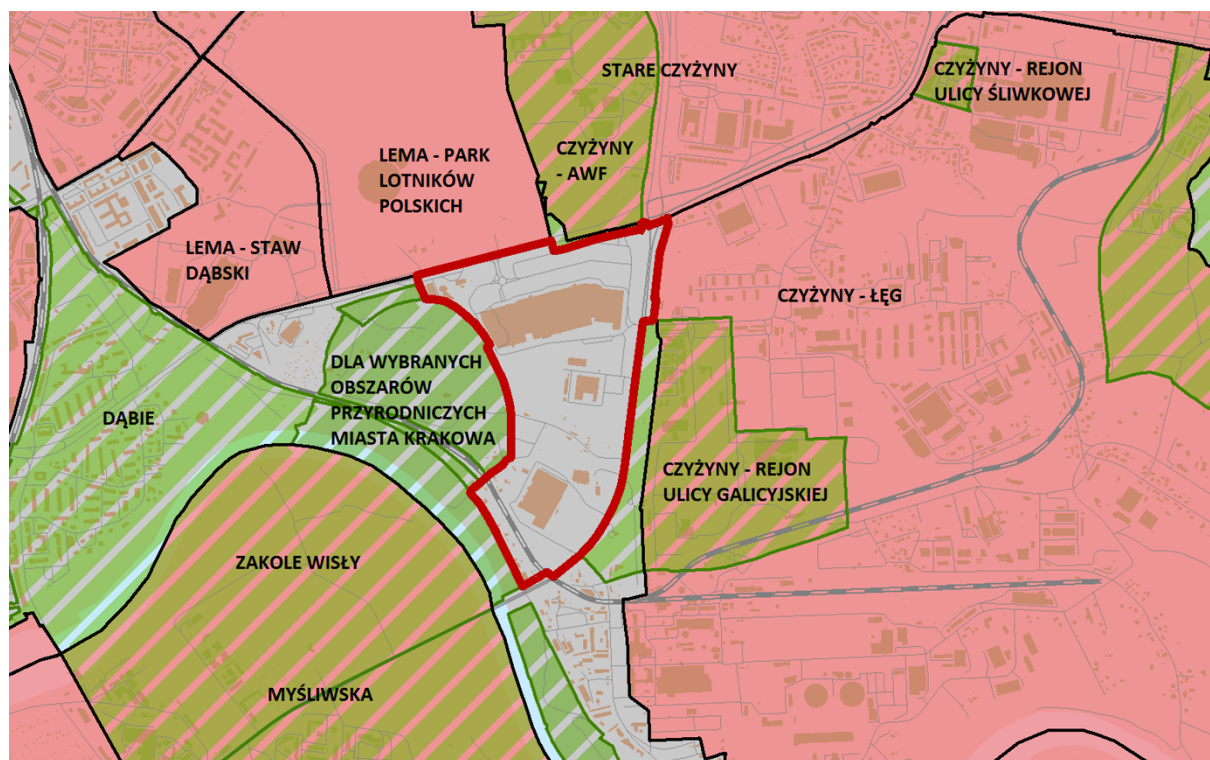 STARE CZYŻYNY
CZYŻYNY - REJON
ULICY ŚLIWKOWEJ
LEMA - PARK
LOTNIKÓW
POLSKICH
CZYŻYNY
- AWF
LEMA - STAW
DĄBSKI
CZYŻYNY - ŁĘG
DLA WYBRANYCH
OBSZARÓW
PRZYRODNICZYCH
MIASTA KRAKOWA
DĄBIE
CZYŻYNY - REJON
ULICY GALICYJSKIEJ
ZAKOLE WISŁY
MYŚLIWSKA